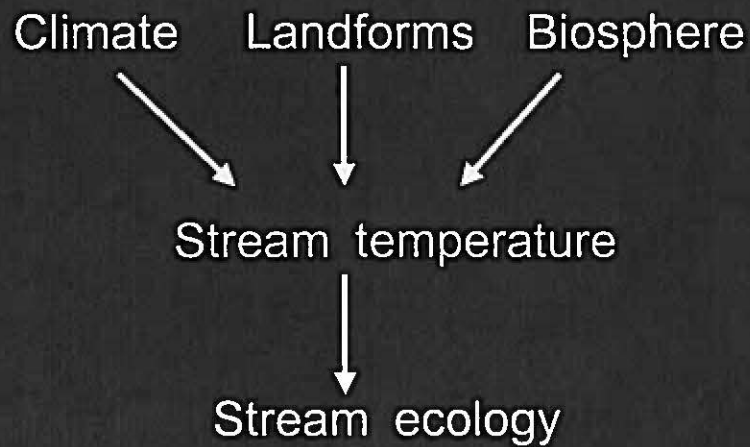 Climate Landforms Biosphere
Stream temperature
Stream ecology